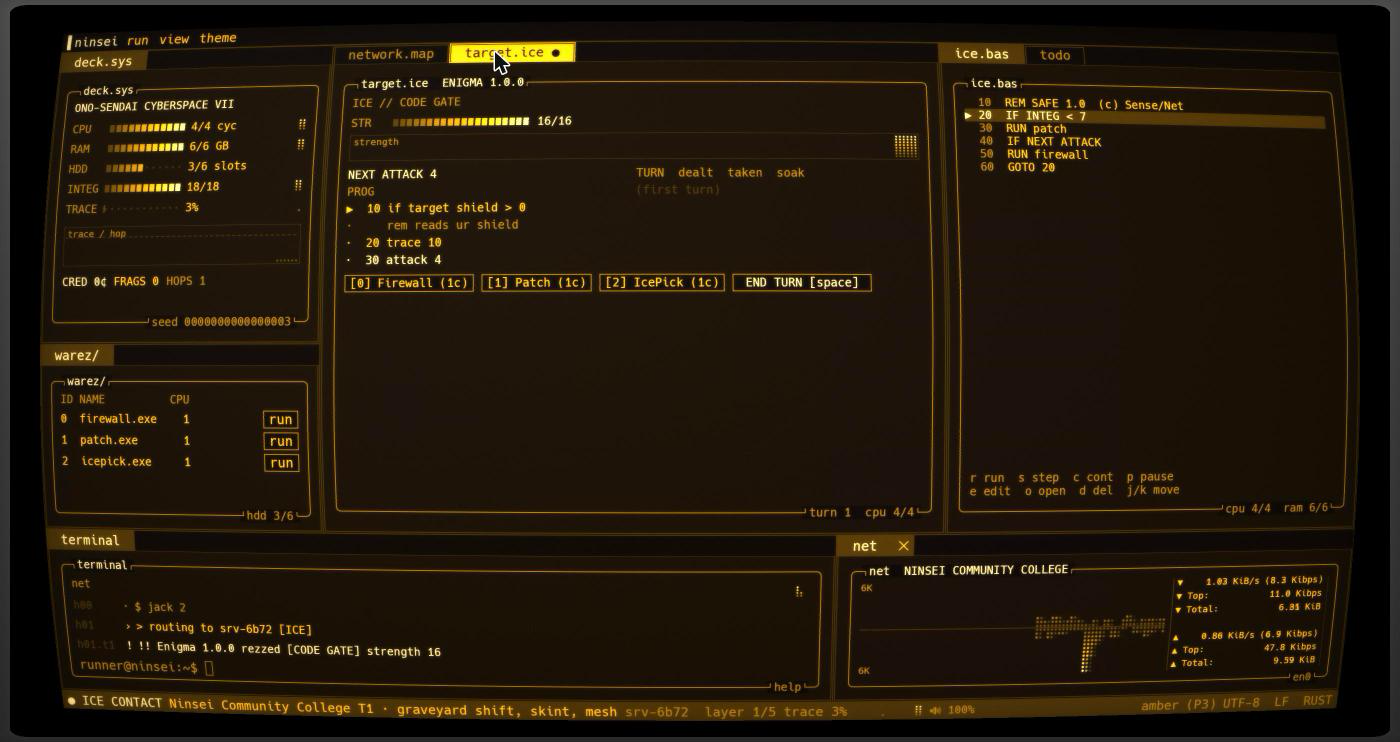 ninsei run view theme
deck.sys
deck.sys
ONO-SENDAI CYBERSPACE VII
CPU 4/4 cyc
RAM 6/6 GB
HDD 3/6 slots
INTEG 18/18
TRACE 3%
trace / hop
CRED 0¢ FRAGS 0 HOPS 1
seed 0000000000000003
warez/
warez/
ID NAME CPU
0 firewall.exe 1 run
1 patch.exe 1 run
2 icepick.exe 1 run
hdd 3/6
network.map target.ice ●
target.ice ENIGMA 1.0.0
ICE // CODE GATE
STR 16/16
strength
NEXT ATTACK 4
PROG
▶ 10 if target shield > 0
· rem reads ur shield
· 20 trace 10
· 30 attack 4
TURN dealt taken soak
(first turn)
[0] Firewall (1c) [1] Patch (1c) [2] IcePick (1c) END TURN [space]
turn 1 cpu 4/4
ice.bas todo
ice.bas
10 REM SAFE 1.0 (c) Sense/Net
▶ 20 IF INTEG < 7
30 RUN patch
40 IF NEXT ATTACK
50 RUN firewall
60 GOTO 20
r run s step c cont p pause
e edit o open d del j/k move
cpu 4/4 ram 6/6
terminal
terminal
net
h00 · $ jack 2
h01 › > routing to srv-6b72 [ICE]
h01.t1 ! !! Enigma 1.0.0 rezzed [CODE GATE] strength 16
runner@ninsei:~$
help
net ×
net NINSEI COMMUNITY COLLEGE
6K
6K
▼ 1.03 KiB/s (8.3 Kibps)
▼ Top: 11.0 Kibps
▼ Total: 6.81 KiB
▲ 0.86 KiB/s (6.9 Kibps)
▲ Top: 47.8 Kibps
▲ Total: 9.59 KiB
en0
● ICE CONTACT Ninsei Community College T1 · graveyard shift, skint, mesh srv-6b72 layer 1/5 trace 3% 100% amber (P3) UTF-8 LF RUST